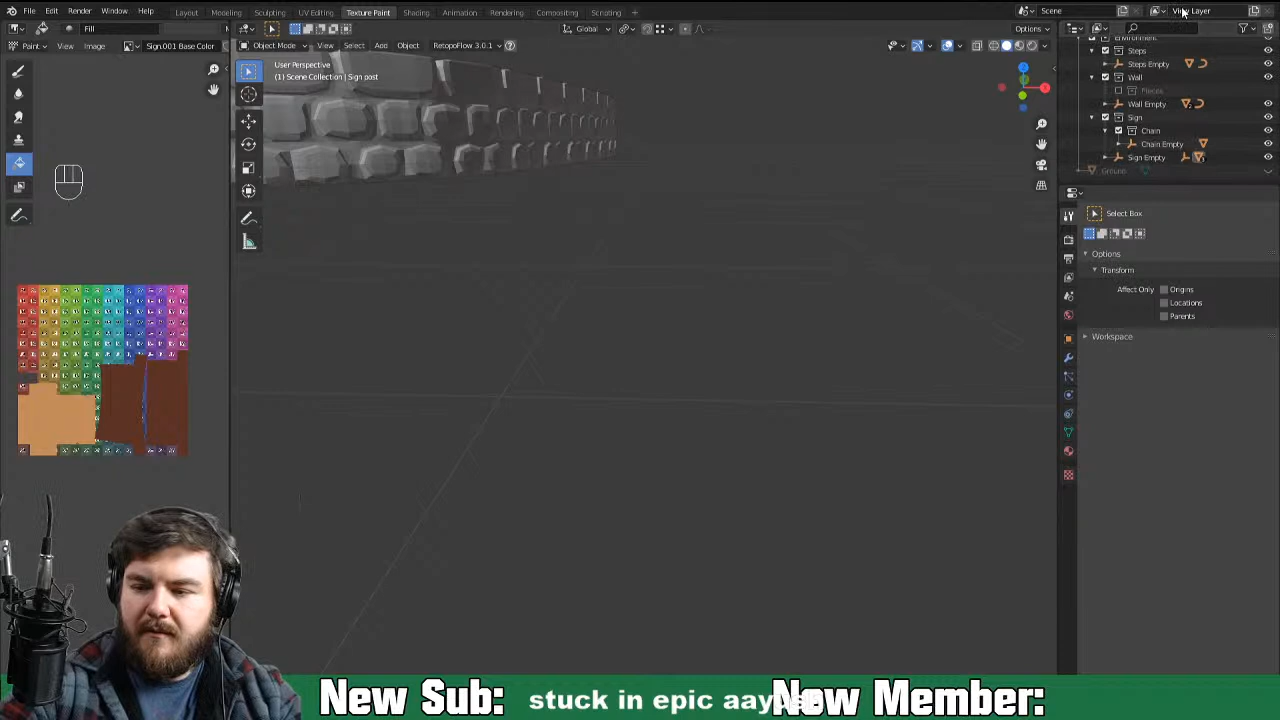 File Edit Render Window Help Layout Modeling Sculpting UV Editing Texture Paint Shading Animation Rendering Compositing Scripting + Scene View Layer
Fill
Paint View Image Sign.001 Base Color
Object Mode View Select Add Object RetopoFlow 3.0.1 Global Options
User Perspective
(1) Scene Collection | Sign post
Steps
Steps Empty
Wall
Wall Empty
Sign
Chain
Chain Empty
Sign Empty
Ground
Select Box
Options
Transform
Affect Only Origins
Locations
Parents
Workspace
New Sub: stuck in epic New Member: